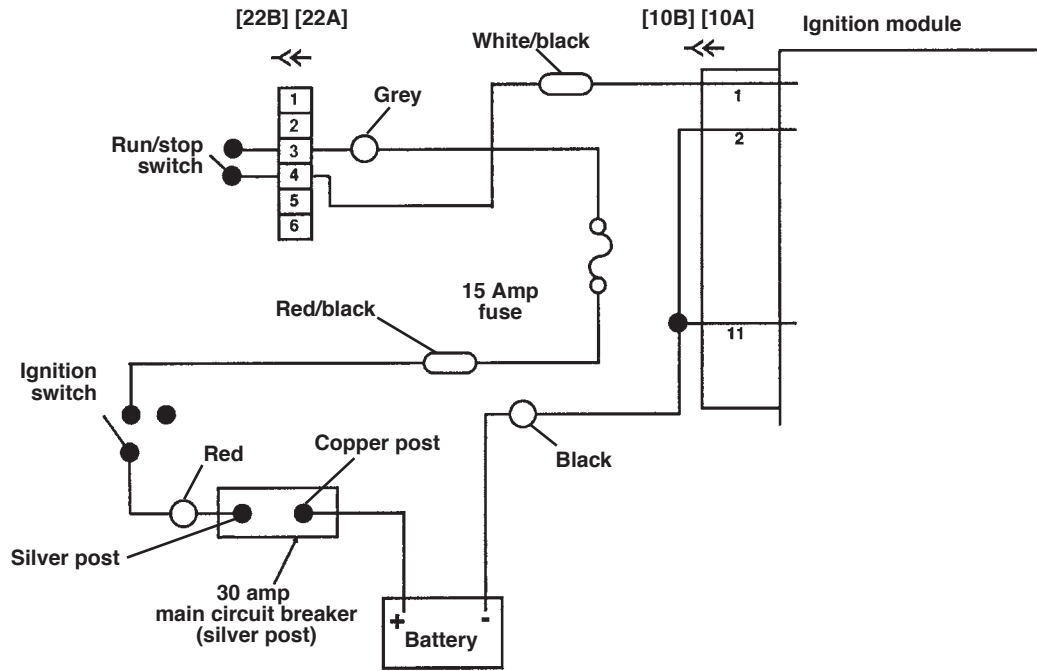 [22B] [22A]
[10B] [10A]
Ignition module
White/black
Grey
1
2
3
4
5
6
1
2
11
Run/stop
switch
15 Amp
fuse
Red/black
Ignition
switch
Red
Copper post
Black
Silver post
30 amp
main circuit breaker
(silver post)
+ -
Battery